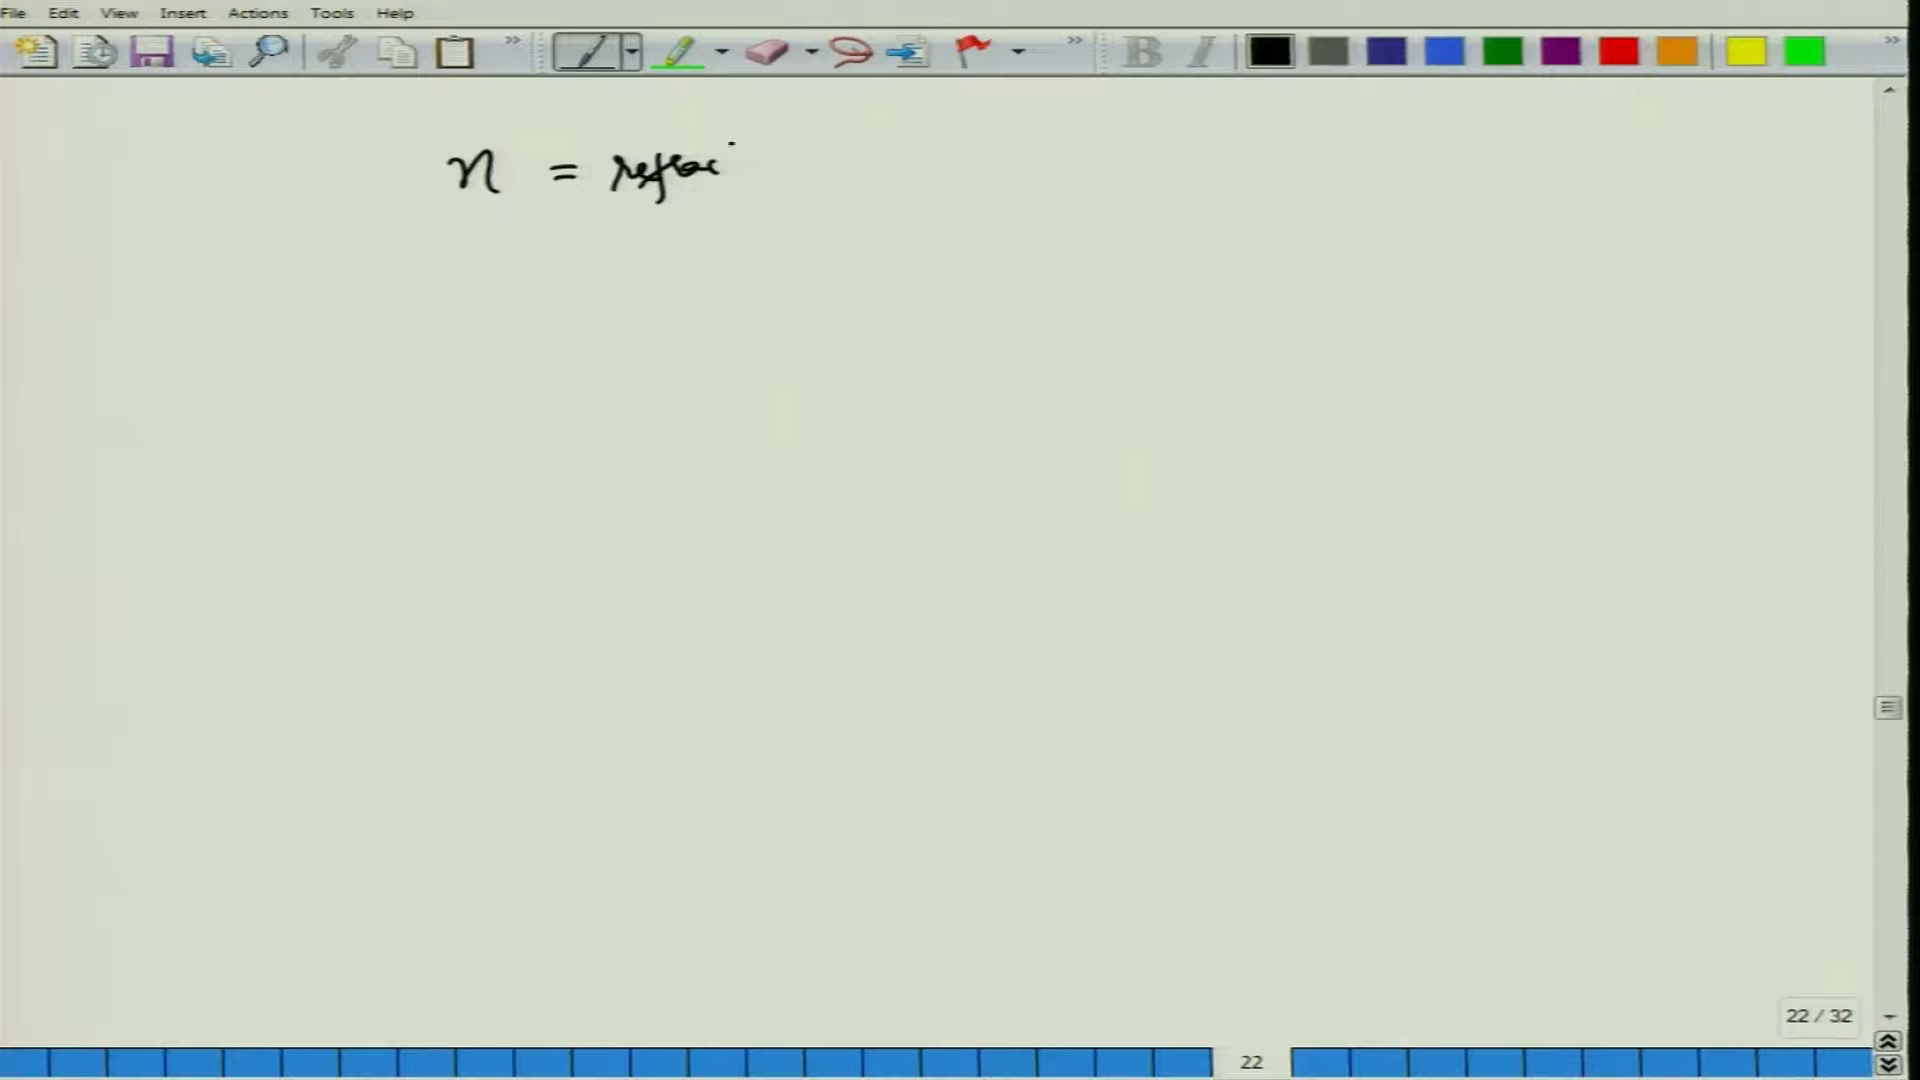 File Edit View Insert Actions Tools Help
B I
n = refrac
22 / 32
22